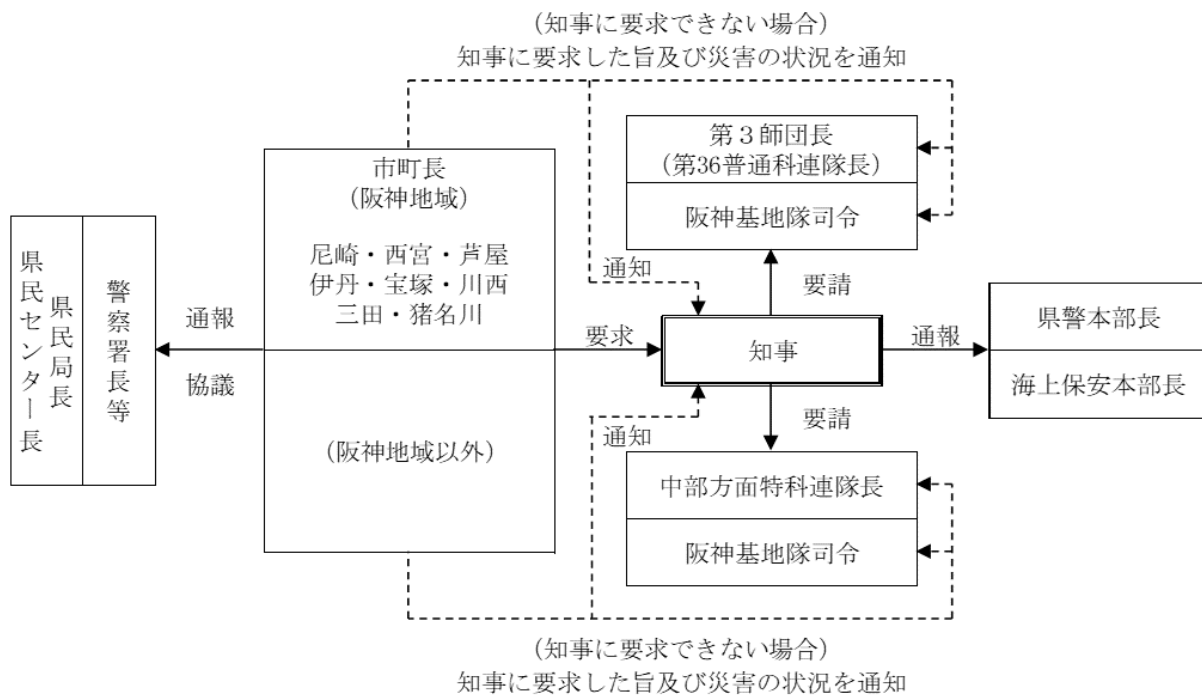 (知事に要求できない場合)
知事に要求した旨及び災害の状況を通知
第３師団長
(第36普通科連隊長)
阪神基地隊司令
市町長
(阪神地域)
尼崎・西宮・芦屋
伊丹・宝塚・川西
三田・猪名川
(阪神地域以外)
県民局長
県民センター長
警察署長等
通報
協議
要求
通知
要請
知事
通報
県警本部長
海上保安本部長
通知
要請
中部方面特科連隊長
阪神基地隊司令
(知事に要求できない場合)
知事に要求した旨及び災害の状況を通知